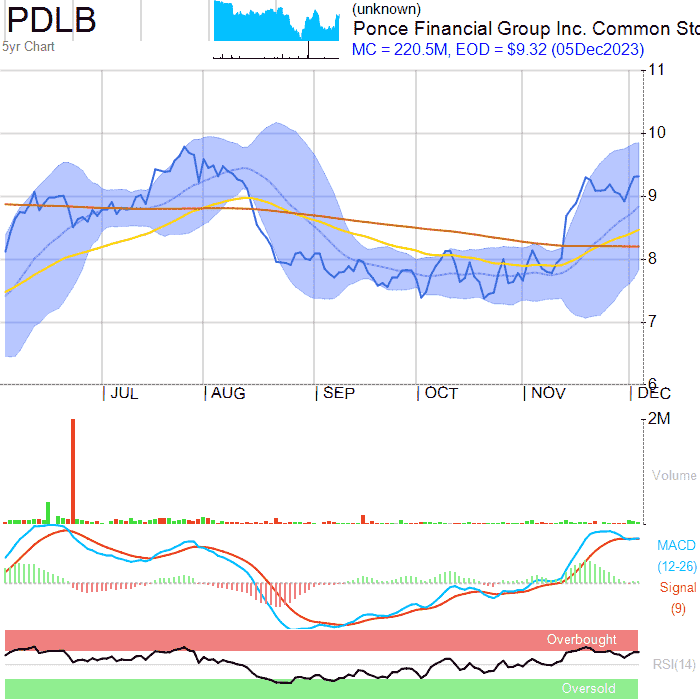 PDLB
5yr Chart
(unknown)
Ponce Financial Group Inc. Common Sto
MC = 220.5M, EOD = $9.32 (05Dec2023)
11
10
9
8
7
6
JUL AUG SEP OCT NOV DEC
2M
Volume
MACD
(12-26)
Signal
(9)
Overbought
RSI(14)
Oversold